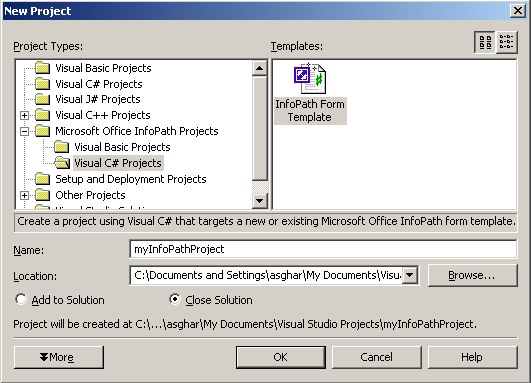 New Project
Project Types:
Templates:
Visual Basic Projects
Visual C# Projects
Visual J# Projects
Visual C++ Projects
Microsoft Office InfoPath Projects
Visual Basic Projects
Visual C# Projects
Setup and Deployment Projects
Other Projects
InfoPath Form
Template
Create a project using Visual C# that targets a new or existing Microsoft Office InfoPath form template.
Name:
myInfoPathProject
Location:
C:\Documents and Settings\asghar\My Documents\Visu
Browse...
Add to Solution
Close Solution
Project will be created at C:\...\asghar\My Documents\Visual Studio Projects\myInfoPathProject.
More
OK
Cancel
Help